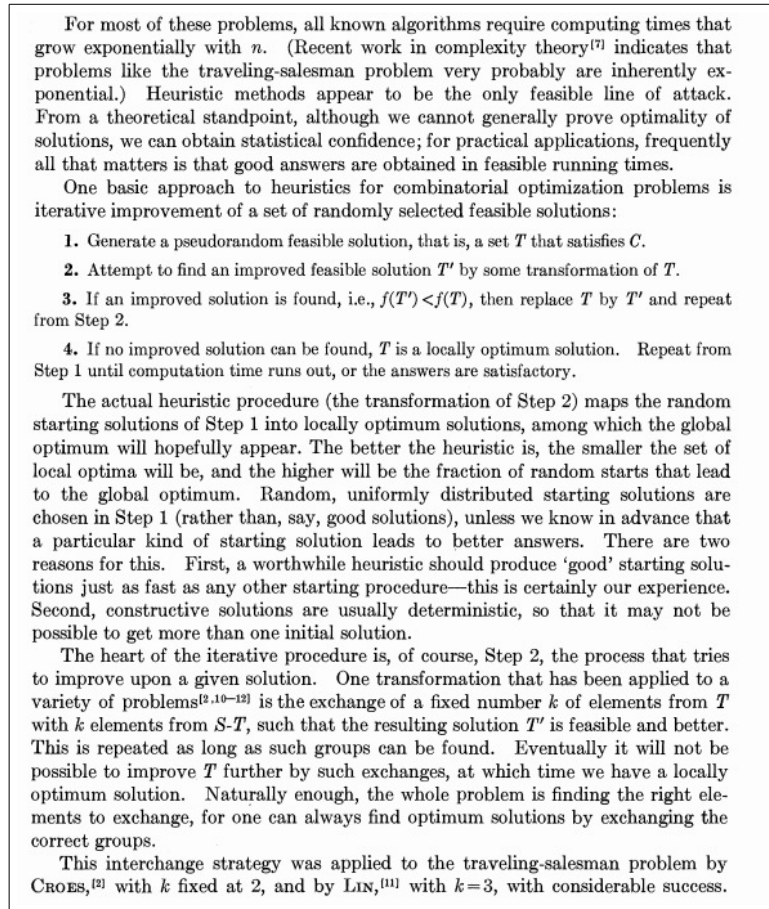 For most of these problems, all known algorithms require computing times that
grow exponentially with n. (Recent work in complexity theory[7] indicates that
problems like the traveling-salesman problem very probably are inherently ex-
ponential.) Heuristic methods appear to be the only feasible line of attack.
From a theoretical standpoint, although we cannot generally prove optimality of
solutions, we can obtain statistical confidence; for practical applications, frequently
all that matters is that good answers are obtained in feasible running times.
One basic approach to heuristics for combinatorial optimization problems is
iterative improvement of a set of randomly selected feasible solutions:
1. Generate a pseudorandom feasible solution, that is, a set T that satisfies C.
2. Attempt to find an improved feasible solution T' by some transformation of T.
3. If an improved solution is found, i.e., f(T')<f(T), then replace T by T' and repeat
from Step 2.
4. If no improved solution can be found, T is a locally optimum solution. Repeat from
Step 1 until computation time runs out, or the answers are satisfactory.
The actual heuristic procedure (the transformation of Step 2) maps the random
starting solutions of Step 1 into locally optimum solutions, among which the global
optimum will hopefully appear. The better the heuristic is, the smaller the set of
local optima will be, and the higher will be the fraction of random starts that lead
to the global optimum. Random, uniformly distributed starting solutions are
chosen in Step 1 (rather than, say, good solutions), unless we know in advance that
a particular kind of starting solution leads to better answers. There are two
reasons for this. First, a worthwhile heuristic should produce 'good' starting solu-
tions just as fast as any other starting procedure—this is certainly our experience.
Second, constructive solutions are usually deterministic, so that it may not be
possible to get more than one initial solution.
The heart of the iterative procedure is, of course, Step 2, the process that tries
to improve upon a given solution. One transformation that has been applied to a
variety of problems[2,10–12] is the exchange of a fixed number k of elements from T
with k elements from S-T, such that the resulting solution T' is feasible and better.
This is repeated as long as such groups can be found. Eventually it will not be
possible to improve T further by such exchanges, at which time we have a locally
optimum solution. Naturally enough, the whole problem is finding the right ele-
ments to exchange, for one can always find optimum solutions by exchanging the
correct groups.
This interchange strategy was applied to the traveling-salesman problem by
CROES,[2] with k fixed at 2, and by LIN,[11] with k=3, with considerable success.